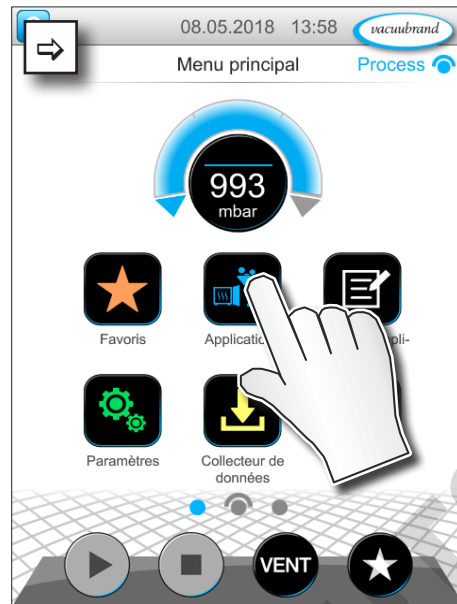 08.05.2018 13:58 vacuubrand
Menu principal Process
993
mbar
Favoris
Paramètres
Collecteur de
données
VENT